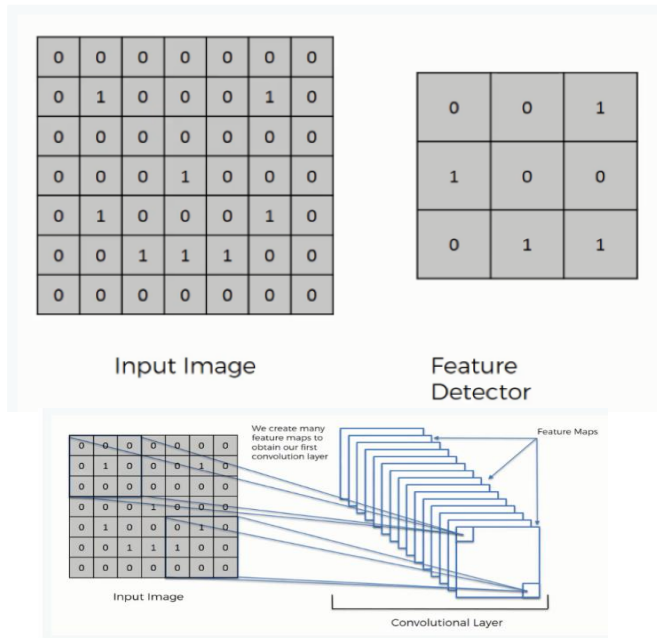 0 0 0 0 0 0 0
0 1 0 0 0 1 0
0 0 0 0 0 0 0
0 0 0 1 0 0 0
0 1 0 0 0 1 0
0 0 1 1 1 0 0
0 0 0 0 0 0 0
Input Image
0 0 1
1 0 0
0 1 1
Feature
Detector
We create many
feature maps to
obtain our first
convolution layer
Feature Maps
0 0 0 0 0 0 0
0 1 0 0 0 1 0
0 0 0 0 0 0 0
0 0 0 1 0 0 0
0 1 0 0 0 1 0
0 0 1 1 1 0 0
0 0 0 0 0 0 0
Input Image
Convolutional Layer